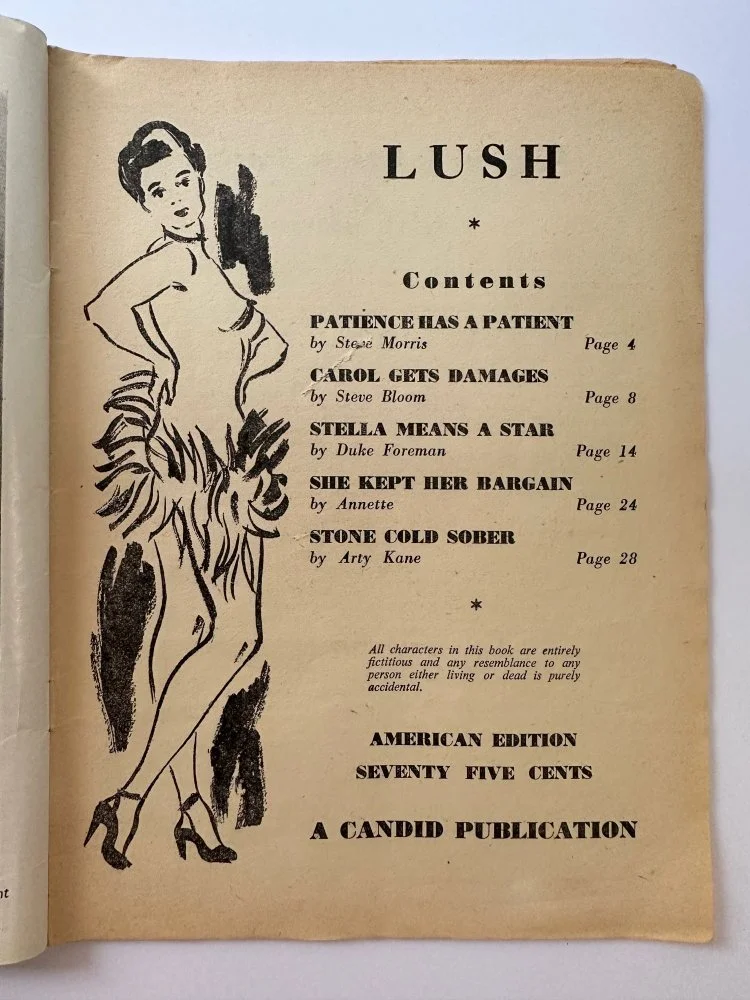 LUSH
*
Contents
PATIENCE HAS A PATIENT
by Steve Morris Page 4
CAROL GETS DAMAGES
by Steve Bloom Page 8
STELLA MEANS A STAR
by Duke Foreman Page 14
SHE KEPT HER BARGAIN
by Annette Page 24
STONE COLD SOBER
by Arty Kane Page 28
*
All characters in this book are entirely
fictitious and any resemblance to any
person either living or dead is purely
accidental.
AMERICAN EDITION
SEVENTY FIVE CENTS
A CANDID PUBLICATION